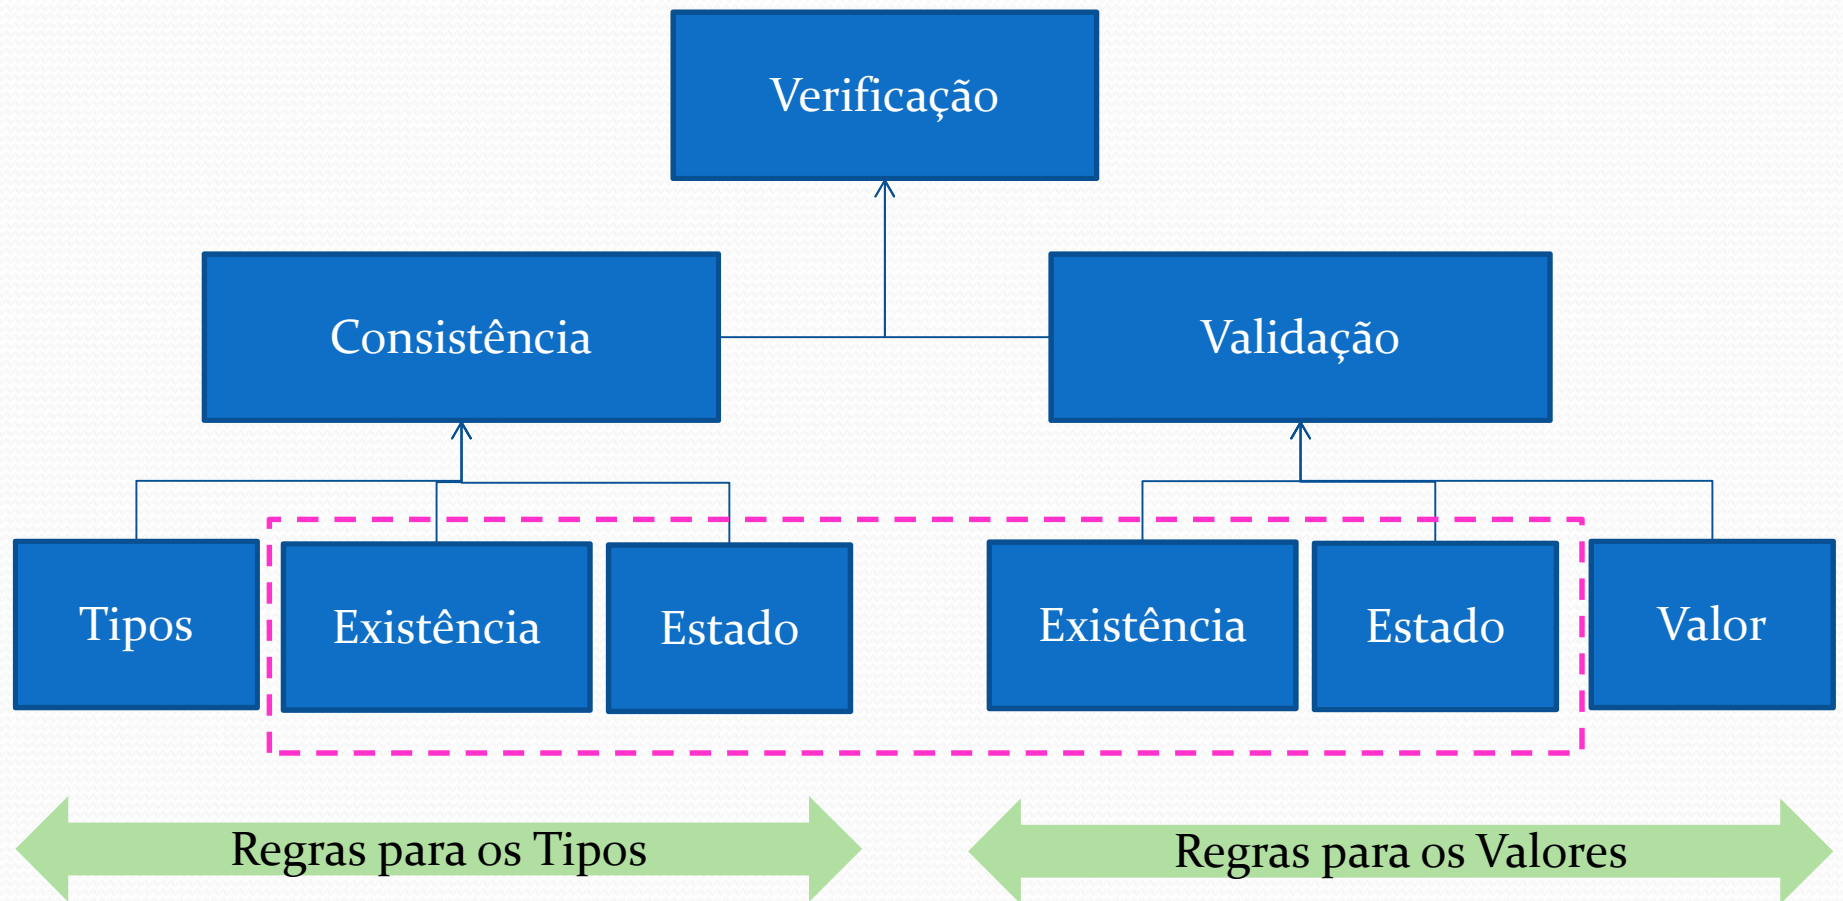 Verificação
Consistência
Validação
Tipos
Existência
Estado
Existência
Estado
Valor
Regras para os Tipos
Regras para os Valores